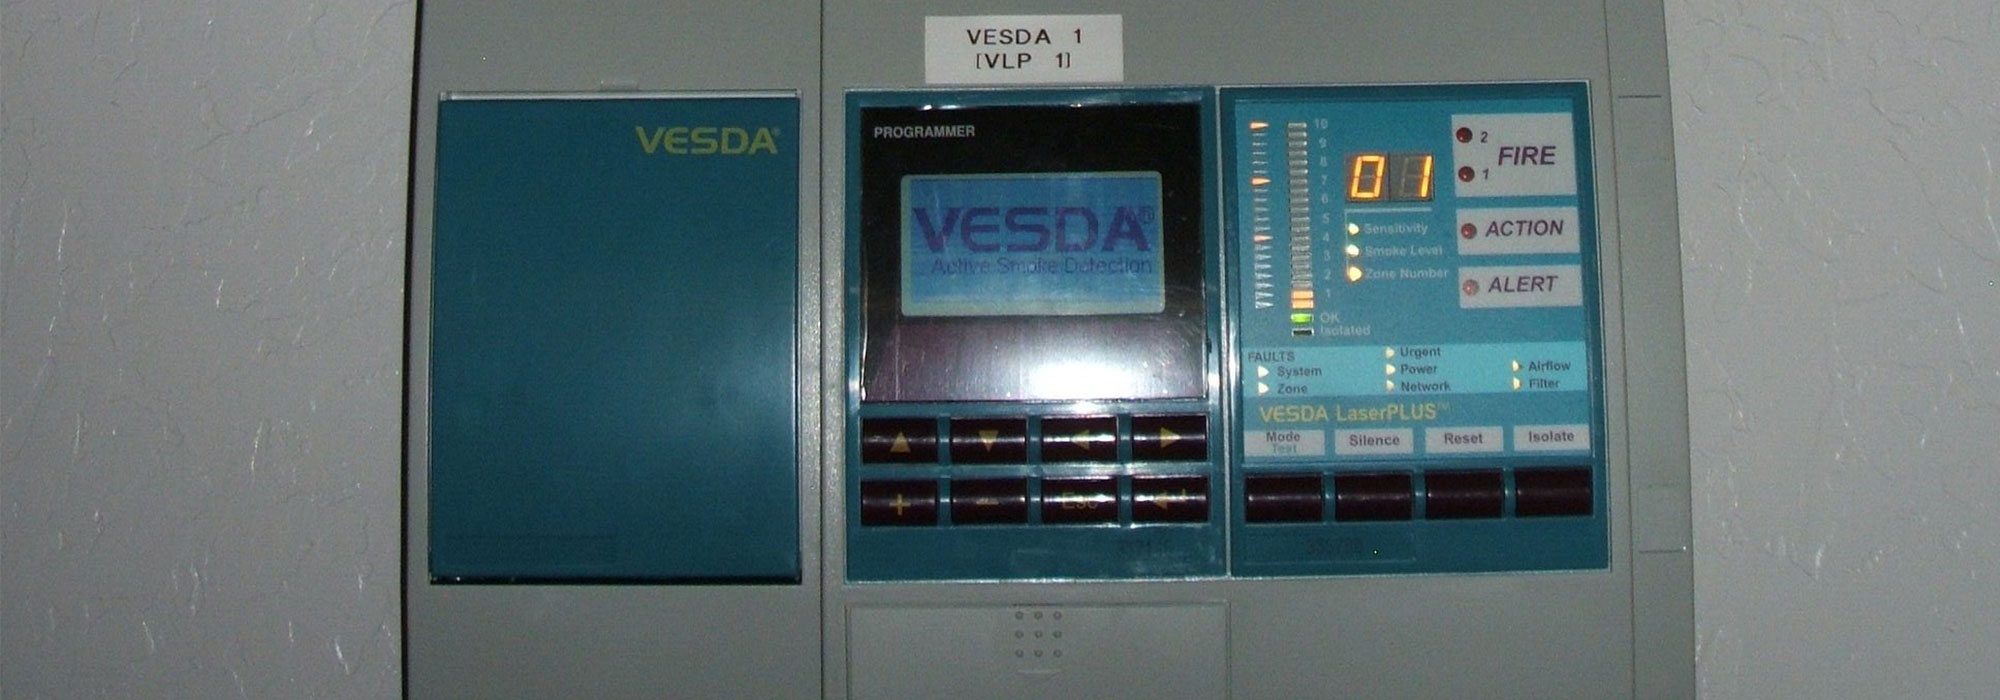 VESDA 1
[VLP 1]
VESDA®
PROGRAMMER
VESDA®
Active Smoke Detection
+
-
Esc
10
9
8
7
6
5
4
3
2
1
OK
Isolated
01
Sensitivity
Smoke Level
Zone Number
2
1
FIRE
ACTION
ALERT
FAULTS
System
Zone
Urgent
Power
Network
Airflow
Filter
VESDA LaserPLUS™
Mode
Test
Silence
Reset
Isolate